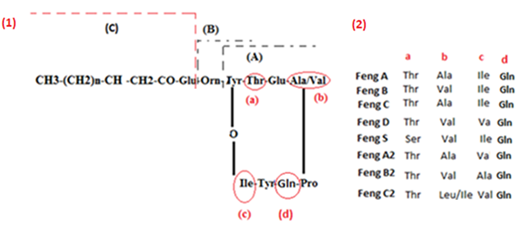 (1)
(C)
(B)
(A)
CH3-(CH2)n-CH -CH2-CO-Glu-Orn-Tyr-Thr-Glu-Ala/Val
(a)
(b)
O
Ile-Tyr-Gln-Pro
(c)
(d)
(2)
a b c d
Feng A Thr Ala Ile Gln
Feng B Thr Val Ile Gln
Feng C Thr Ala Ile Gln
Feng D Thr Val Va Gln
Feng S Ser Val Ile Gln
Feng A2 Thr Ala Va Gln
Feng B2 Thr Val Ala Gln
Feng C2 Thr Leu/Ile Val Gln